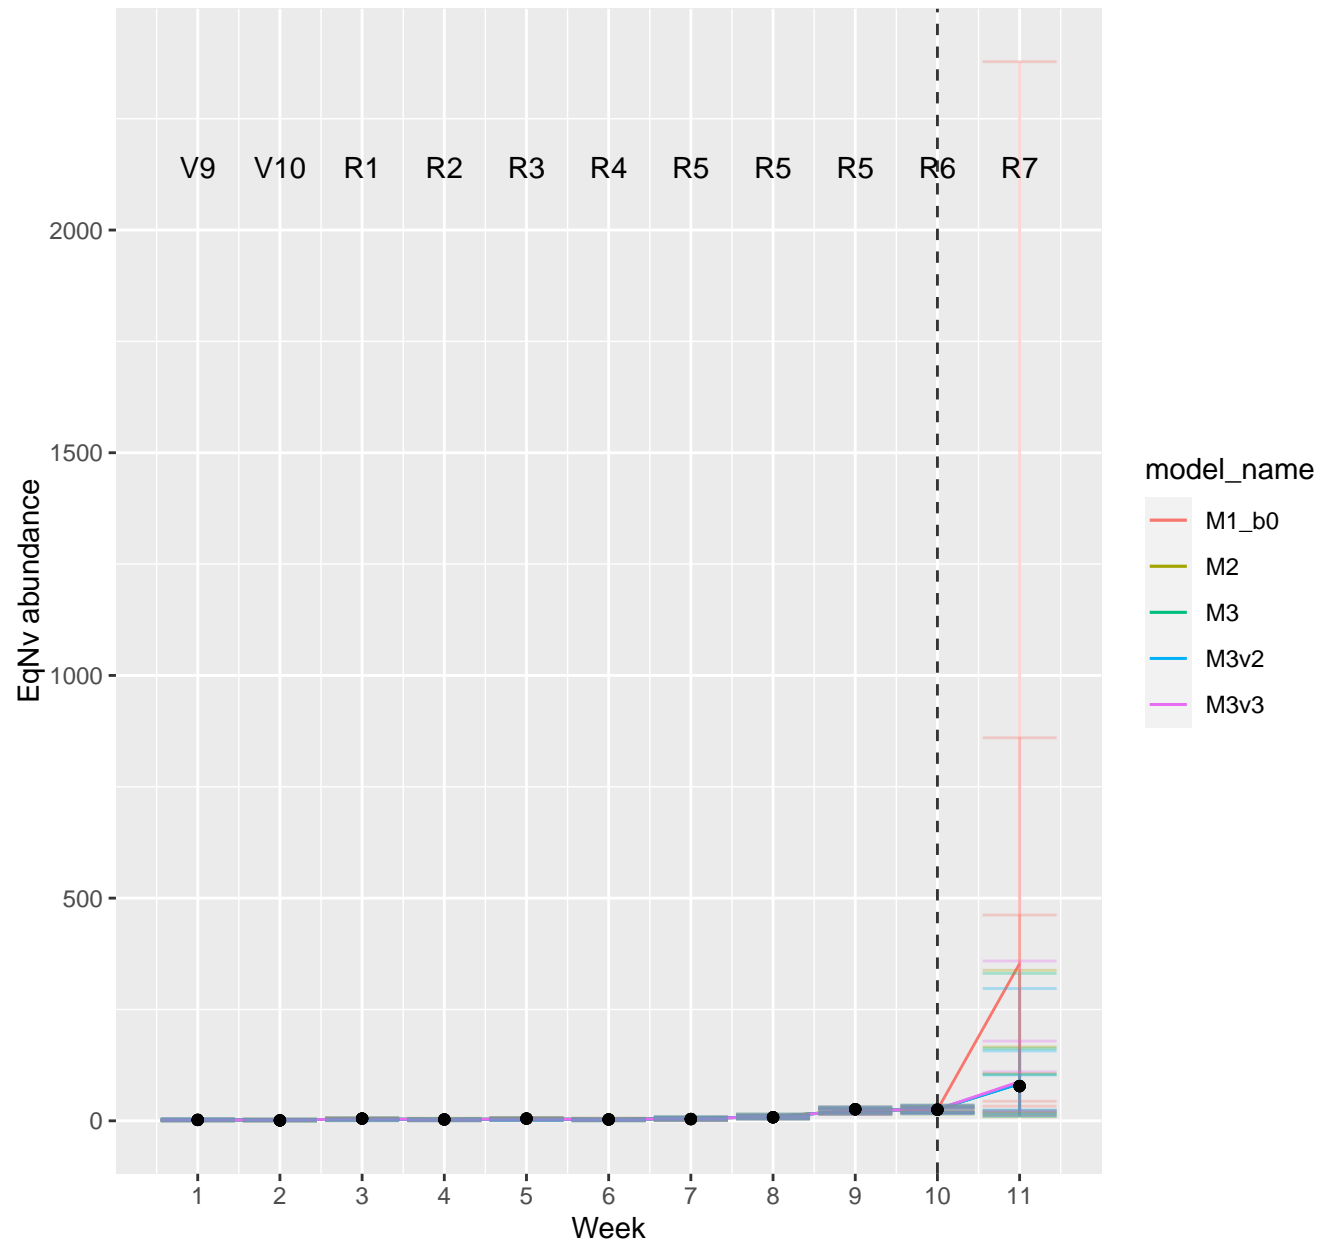 V9 V10 R1 R2 R3 R4 R5 R5 R5 R6 R7
2000
1500
1000
500
0
EqNv abundance
1 2 3 4 5 6 7 8 9 10 11
Week
model_name
M1_b0
M2
M3
M3v2
M3v3